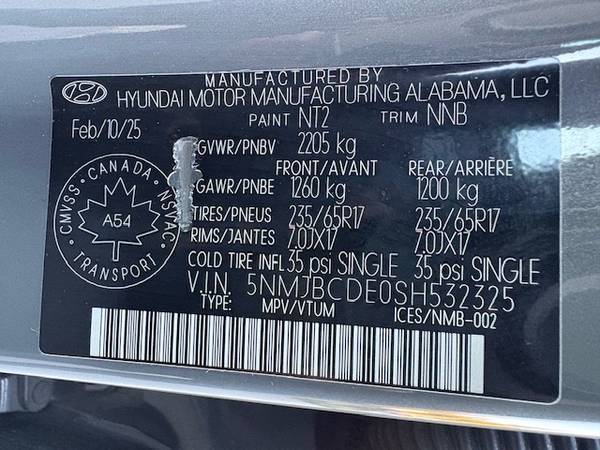 MANUFACTURED BY
HYUNDAI MOTOR MANUFACTURING ALABAMA, LLC
Feb/10/25 PAINT NT2 TRIM NNB
GVWR/PNBV 2205 kg
FRONT/AVANT REAR/ARRIÈRE
GAWR/PNBE 1260 kg 1200 kg
TIRES/PNEUS 235/65R17 235/65R17
RIMS/JANTES 7.0JX17 7.0JX17
COLD TIRE INFL 35 psi SINGLE 35 psi SINGLE
V.I.N. 5NMJBCDE0SH532325
TYPE: MPV/VTUM ICES/NMB-002
CMVSS • CANADA • NSVAC
A54
TRANSPORT